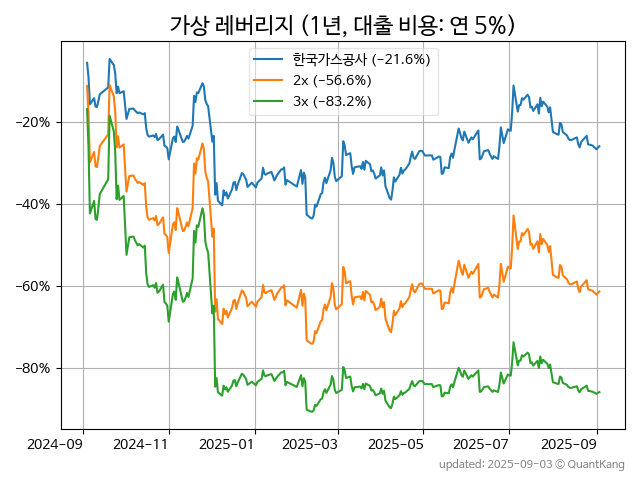 가상 레버리지 (1년, 대출 비용: 연 5%)
한국가스공사 (−21.6%)
2x (−56.6%)
3x (−83.2%)
−20%
−40%
−60%
−80%
2024−09 2024−11 2025−01 2025−03 2025−05 2025−07 2025−09
updated: 2025-09-03 ⓒ QuantKang